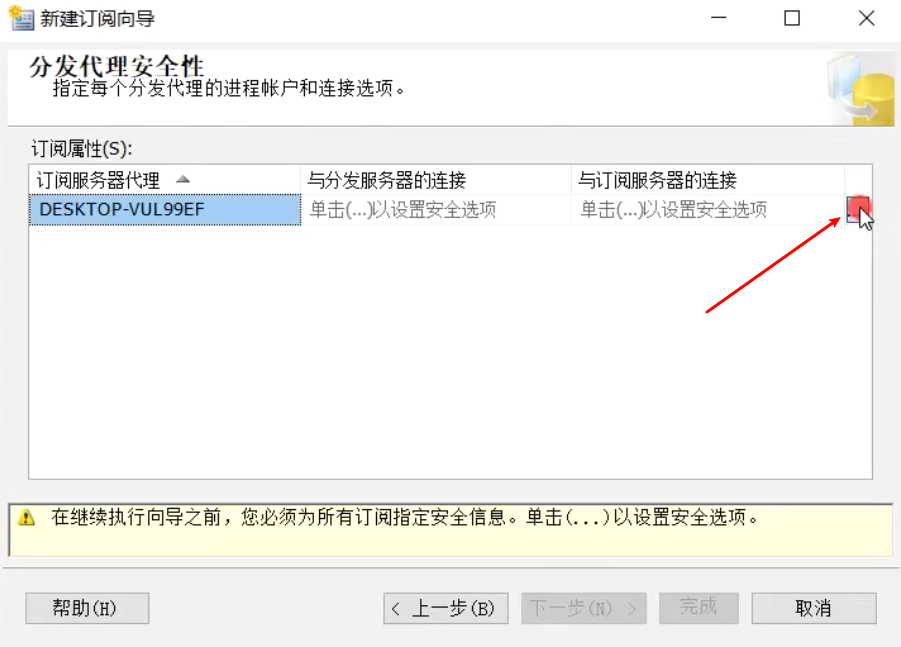 新建订阅向导
分发代理安全性
指定每个分发代理的进程帐户和连接选项。
订阅属性(S):
订阅服务器代理 与分发服务器的连接 与订阅服务器的连接
DESKTOP-VUL99EF 单击(...)以设置安全选项 单击(...)以设置安全选项
在继续执行向导之前，您必须为所有订阅指定安全信息。单击(...)以设置安全选项。
帮助(H) < 上一步(B) 下一步(N) > 完成 取消